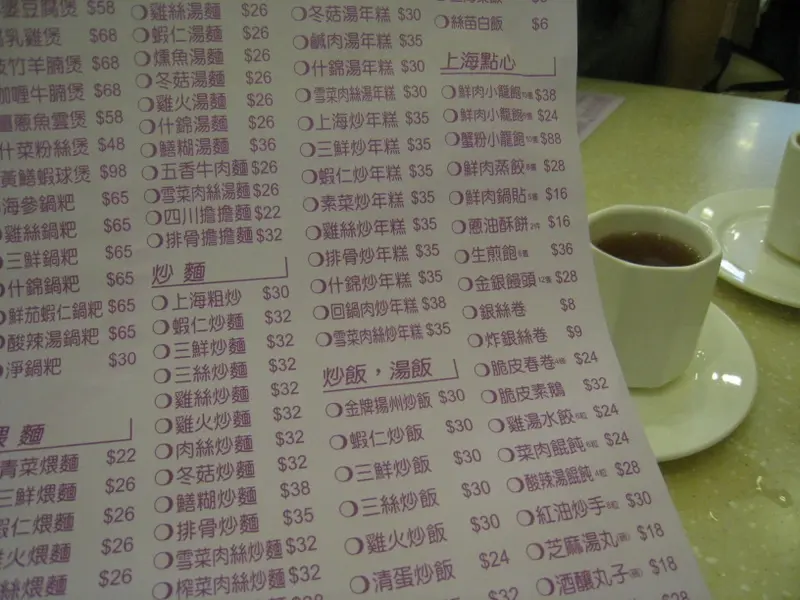 婆豆腐煲 $58
乳雞煲 $68
枝竹羊腩煲 $68
咖喱牛腩煲 $68
薑蔥魚雲煲 $58
什菜粉絲煲 $48
黃鱔蝦球煲 $98
海參鍋粑 $65
雞絲鍋粑 $65
三鮮鍋粑 $65
什錦鍋粑 $65
鮮茄蝦仁鍋粑 $65
酸辣湯鍋粑 $65
淨鍋粑 $30
煨麵
青菜煨麵 $22
三鮮煨麵 $26
蝦仁煨麵 $26
火煨麵 $26
絲煨麵 $26
雞絲湯麵 $26
蝦仁湯麵 $26
燻魚湯麵 $26
冬菇湯麵 $26
雞火湯麵 $26
什錦湯麵 $26
鱔糊湯麵 $36
五香牛肉麵 $26
雪菜肉絲湯麵 $26
四川擔擔麵 $22
排骨擔擔麵 $32
炒麵
上海粗炒 $30
蝦仁炒麵 $32
三鮮炒麵 $32
三絲炒麵 $32
雞絲炒麵 $32
雞火炒麵 $32
肉絲炒麵 $32
冬菇炒麵 $32
鱔糊炒麵 $38
排骨炒麵 $35
雪菜肉絲炒麵 $32
榨菜肉絲炒麵 $32
冬菇湯年糕 $30
鹹肉湯年糕 $35
什錦湯年糕 $30
雪菜肉絲湯年糕 $30
上海炒年糕 $35
三鮮炒年糕 $35
蝦仁炒年糕 $35
素菜炒年糕 $35
雞絲炒年糕 $35
排骨炒年糕 $35
什錦炒年糕 $35
回鍋肉炒年糕 $38
雪菜肉絲炒年糕 $35
炒飯，湯飯
金牌揚州炒飯 $30
蝦仁炒飯 $30
三鮮炒飯 $30
三絲炒飯 $30
雞火炒飯 $30
清蛋炒飯 $24
$32
絲苗白飯 $6
上海點心
鮮肉小籠飽 $38
鮮肉小籠飽 $24
蟹粉小籠飽 $88
鮮肉蒸餃 $28
鮮肉鍋貼 $16
蔥油酥餅 $16
生煎飽 $36
金銀饅頭 $28
銀絲卷 $8
炸銀絲卷 $9
脆皮春卷 $24
脆皮素鵝 $32
雞湯水餃 $24
菜肉餛飩 $24
酸辣湯餛飩 $28
紅油炒手 $30
芝麻湯丸 $18
酒釀丸子 $18